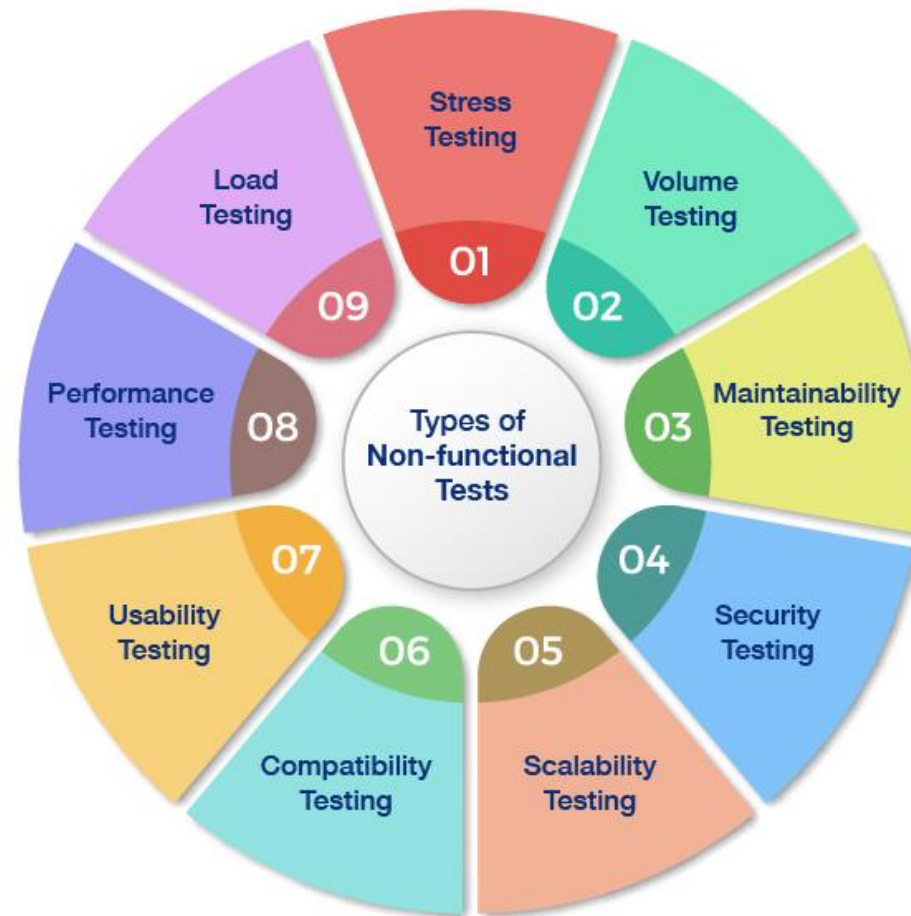 Stress
Testing
01
Volume
Testing
02
Maintainability
Testing
03
Security
Testing
04
Scalability
Testing
05
Compatibility
Testing
06
Usability
Testing
07
Performance
Testing
08
Load
Testing
09
Types of
Non-functional
Tests